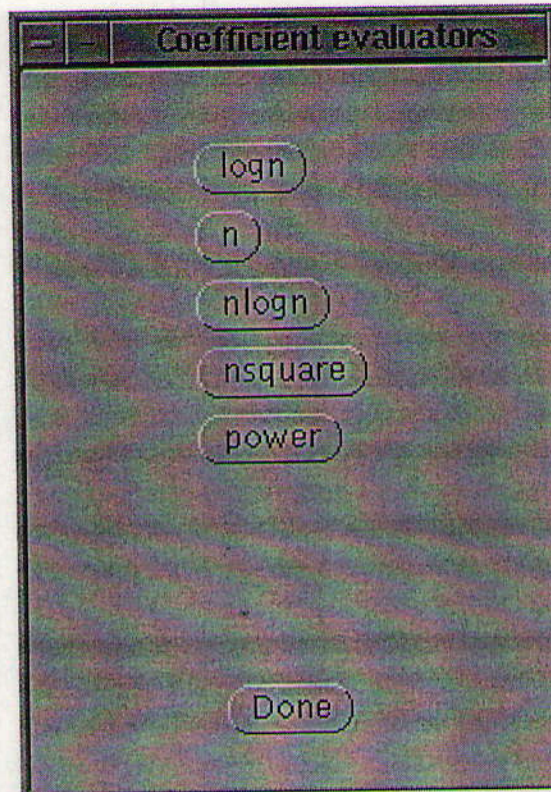 Coefficient evaluators
logn
n
nlogn
nsquare
power
Done